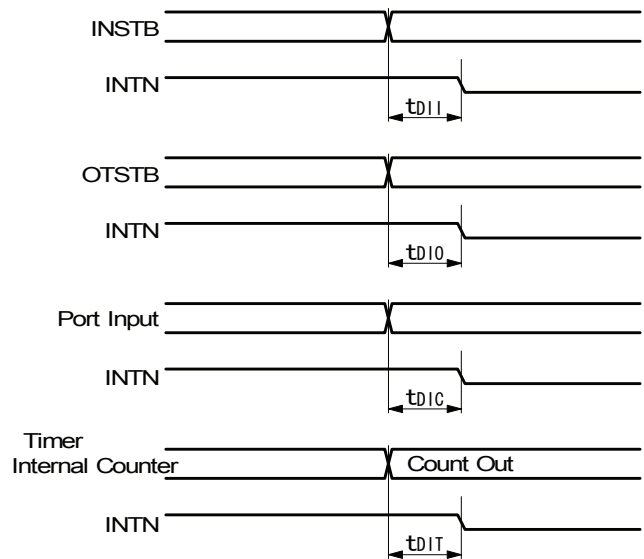 INSTB
INTN
tDII
OTSTB
INTN
tDIO
Port Input
INTN
tDIC
Timer
Internal Counter
Count Out
INTN
tDIT